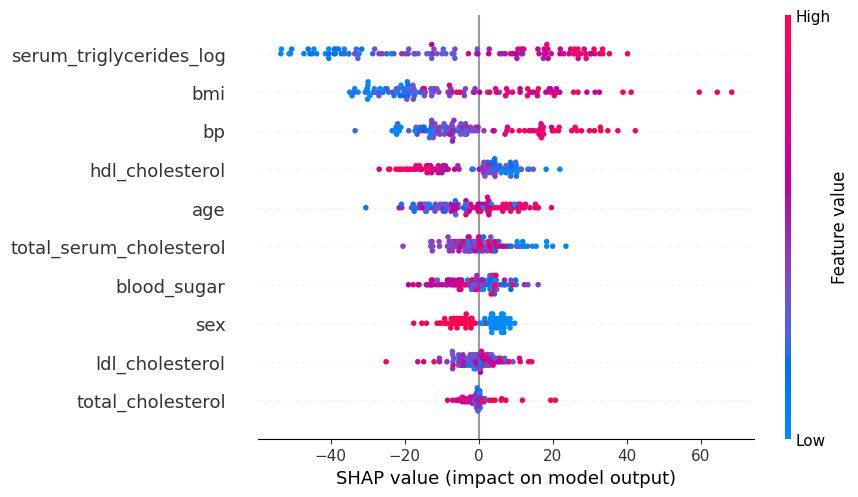 High
serum_triglycerides_log
bmi
bp
hdl_cholesterol
age
total_serum_cholesterol
blood_sugar
sex
ldl_cholesterol
total_cholesterol
Feature value
Low
−40 −20 0 20 40 60
SHAP value (impact on model output)